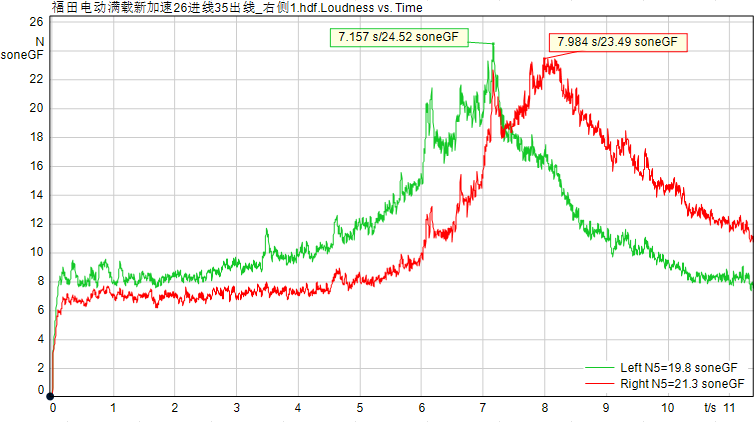 福田电动满载新加速26进线35出线_右侧1.hdf.Loudness vs. Time
26
N
soneGF
22
20
18
16
14
12
10
8
6
4
2
0
7.157 s/24.52 soneGF
7.984 s/23.49 soneGF
Left N5=19.8 soneGF
Right N5=21.3 soneGF
0 1 2 3 4 5 6 7 8 9 10 t/s 11